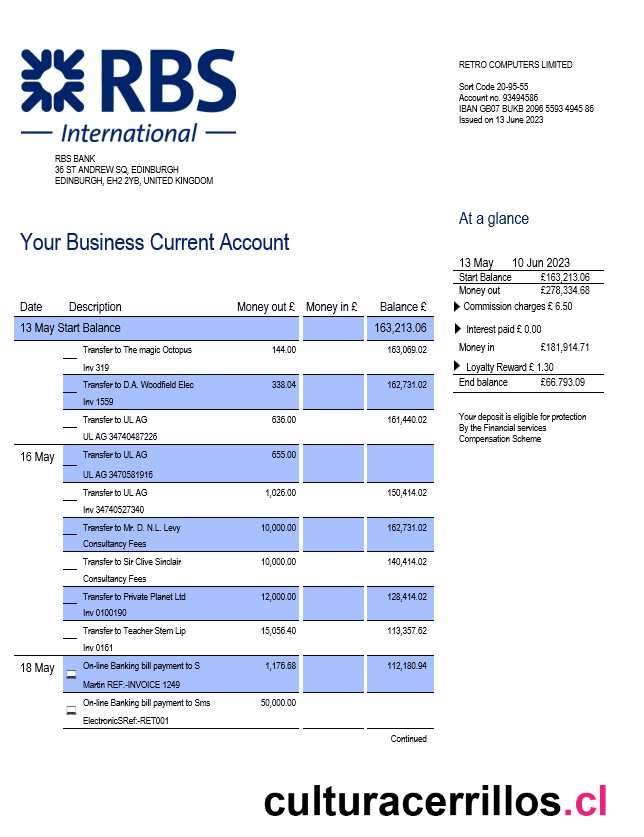 RBS
International
RBS BANK
36 ST ANDREW SQ, EDINBURGH
EDINBURGH, EH2 2YB, UNITED KINGDOM
RETRO COMPUTERS LIMITED
Sort Code 20-95-55
Account no. 93494586
IBAN GB07 BUKB 2096 5593 4945 86
Issued on 13 June 2023
Your Business Current Account
At a glance
13 May 10 Jun 2023
Start Balance £163,213.06
Money out £278,334.68
Commission charges £ 6.50
Interest paid £ 0.00
Money in £181,914.71
Loyalty Reward £ 1.30
End balance £66.793.09
Your deposit is eligible for protection
By the Financial services
Compensation Scheme
Date Description Money out £ Money in £ Balance £
13 May Start Balance 163,213.06
Transfer to The magic Octopus 144.00 163,069.02
Inv 319
Transfer to D.A. Woodfield Elec 338.04 162,731.02
Inv 1559
Transfer to UL AG 636.00 161,440.02
UL AG 34740487226
16 May Transfer to UL AG 655.00
UL AG 3470581916
Transfer to UL AG 1,026.00 150,414.02
Inv 34740527340
Transfer to Mr. D. N.L. Levy 10,000.00 162,731.02
Consultancy Fees
Transfer to Sir Clive Sinclair 10,000.00 140,414.02
Consultancy Fees
Transfer to Private Planet Ltd 12,000.00 128,414.02
Inv 0100190
Transfer to Teacher Stem Lip 15,056.40 113,357.62
Inv 0161
18 May On-line Banking bill payment to S 1,176.68 112,180.94
Martin REF:-INVOICE 1249
On-line Banking bill payment to Sms 50,000.00
ElectronicSRef:-RET001
Continued
culturacerrillos.cl